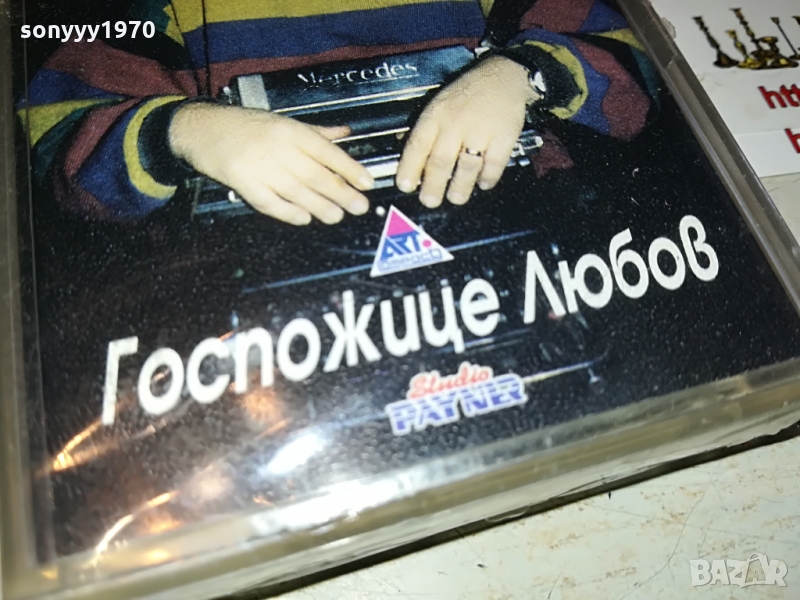 sonyyy1970
Mercedes
htt
h
ART
Госпожице Любов
Studio
PAYNER
BAZAR